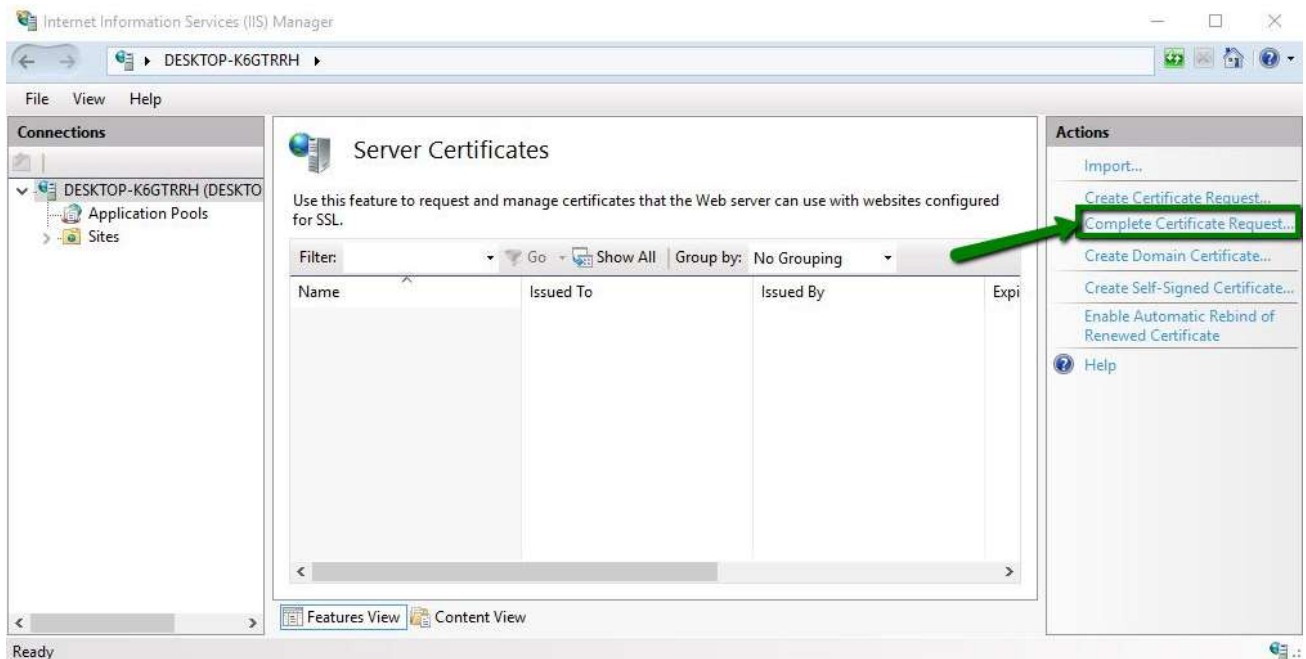 Internet Information Services (IIS) Manager
DESKTOP-K6GTRRH
File View Help
Connections
DESKTOP-K6GTRRH (DESKTO
Application Pools
Sites
Server Certificates
Use this feature to request and manage certificates that the Web server can use with websites configured
for SSL.
Filter: Go Show All Group by: No Grouping
Name Issued To Issued By Expi
Features View Content View
Actions
Import...
Create Certificate Request...
Complete Certificate Request...
Create Domain Certificate...
Create Self-Signed Certificate...
Enable Automatic Rebind of
Renewed Certificate
Help
Ready